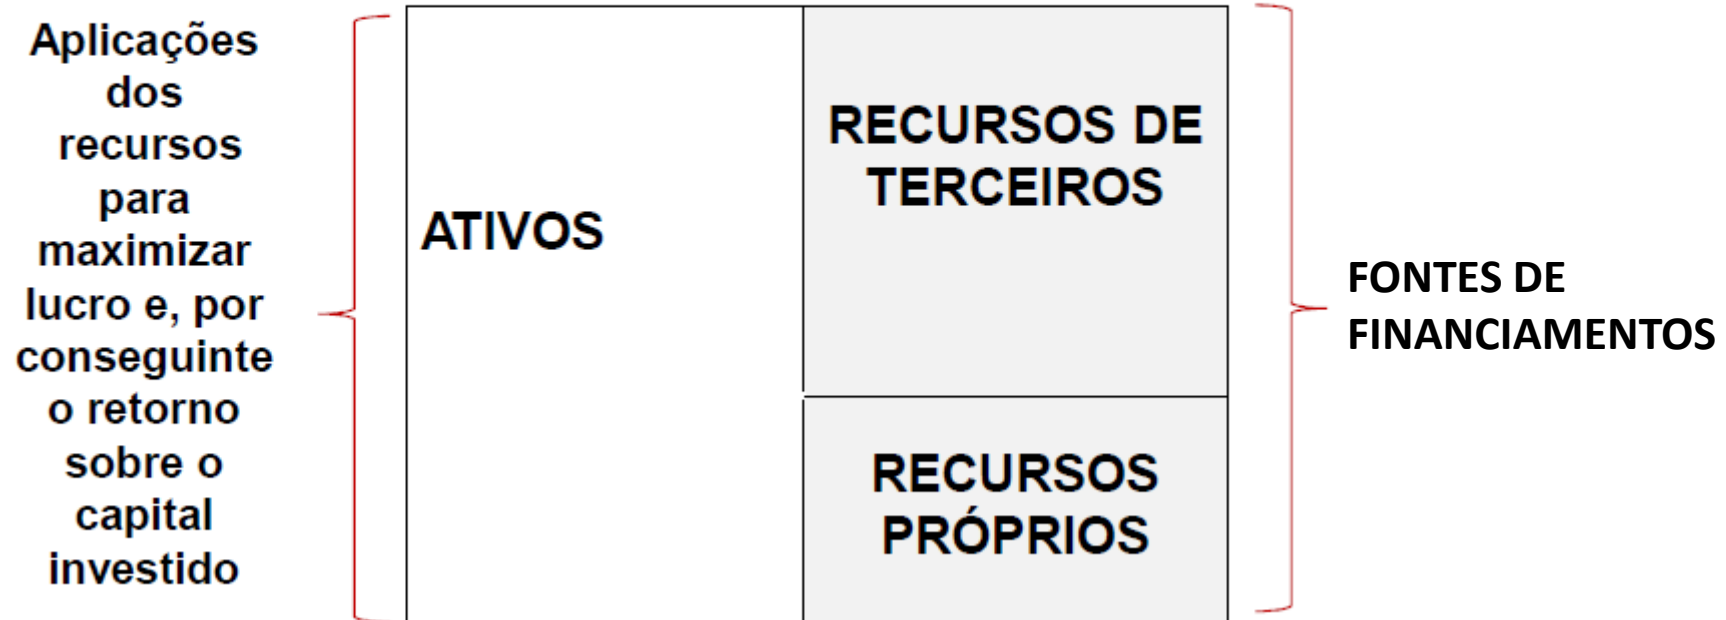 Aplicações
dos
recursos
para
maximizar
lucro e, por
conseguinte
o retorno
sobre o
capital
investido
ATIVOS
RECURSOS DE
TERCEIROS
RECURSOS
PRÓPRIOS
FONTES DE
FINANCIAMENTOS